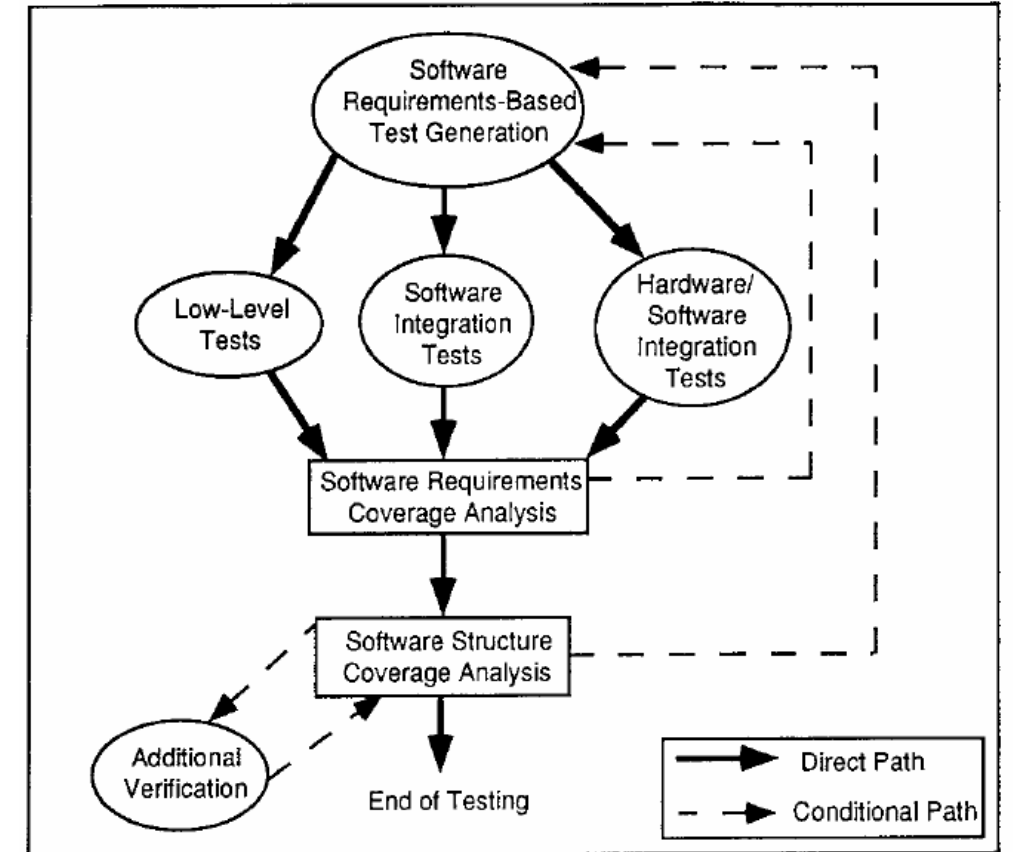 Software
Requirements-Based
Test Generation
Low-Level
Tests
Software
Integration
Tests
Hardware/
Software
Integration
Tests
Software Requirements
Coverage Analysis
Software Structure
Coverage Analysis
Additional
Verification
End of Testing
Direct Path
Conditional Path